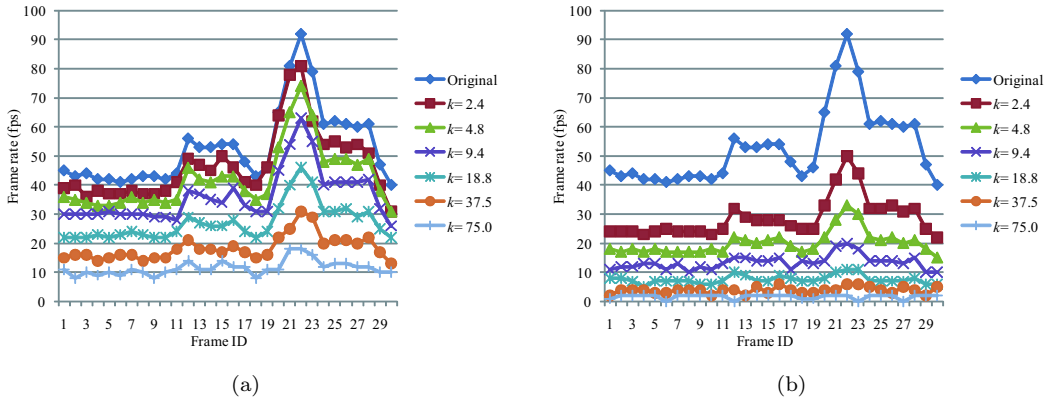 100
90
80
70
60
50
40
30
20
10
0
Frame rate (fps)
1 3 5 7 9 11 13 15 17 19 21 23 25 27 29
Frame ID
Original
k= 2.4
k= 4.8
k= 9.4
k= 18.8
k= 37.5
k= 75.0
(a)
100
90
80
70
60
50
40
30
20
10
0
Frame rate (fps)
1 3 5 7 9 11 13 15 17 19 21 23 25 27 29
Frame ID
Original
k= 2.4
k= 4.8
k= 9.4
k= 18.8
k= 37.5
k= 75.0
(b)